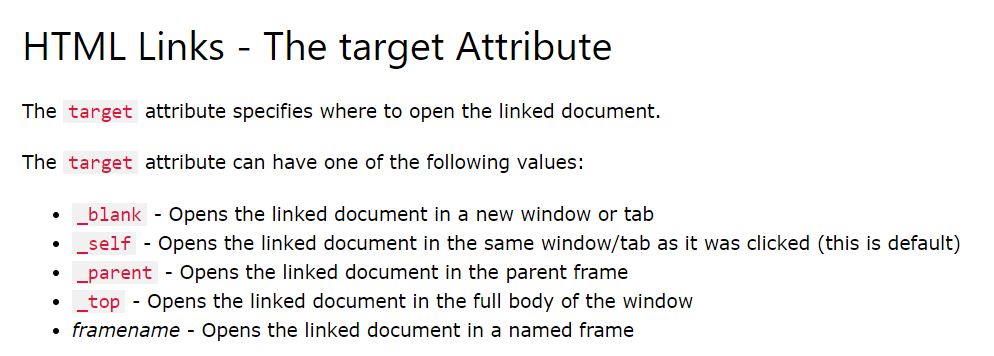 HTML Links - The target Attribute
The target attribute specifies where to open the linked document.
The target attribute can have one of the following values:
• _blank - Opens the linked document in a new window or tab
• _self - Opens the linked document in the same window/tab as it was clicked (this is default)
• _parent - Opens the linked document in the parent frame
• _top - Opens the linked document in the full body of the window
• framename - Opens the linked document in a named frame